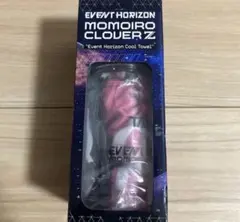 EVENT HORIZON
MOMOIRO
CLOVER Z
"Event Horizon Cool Towel"
EVENT